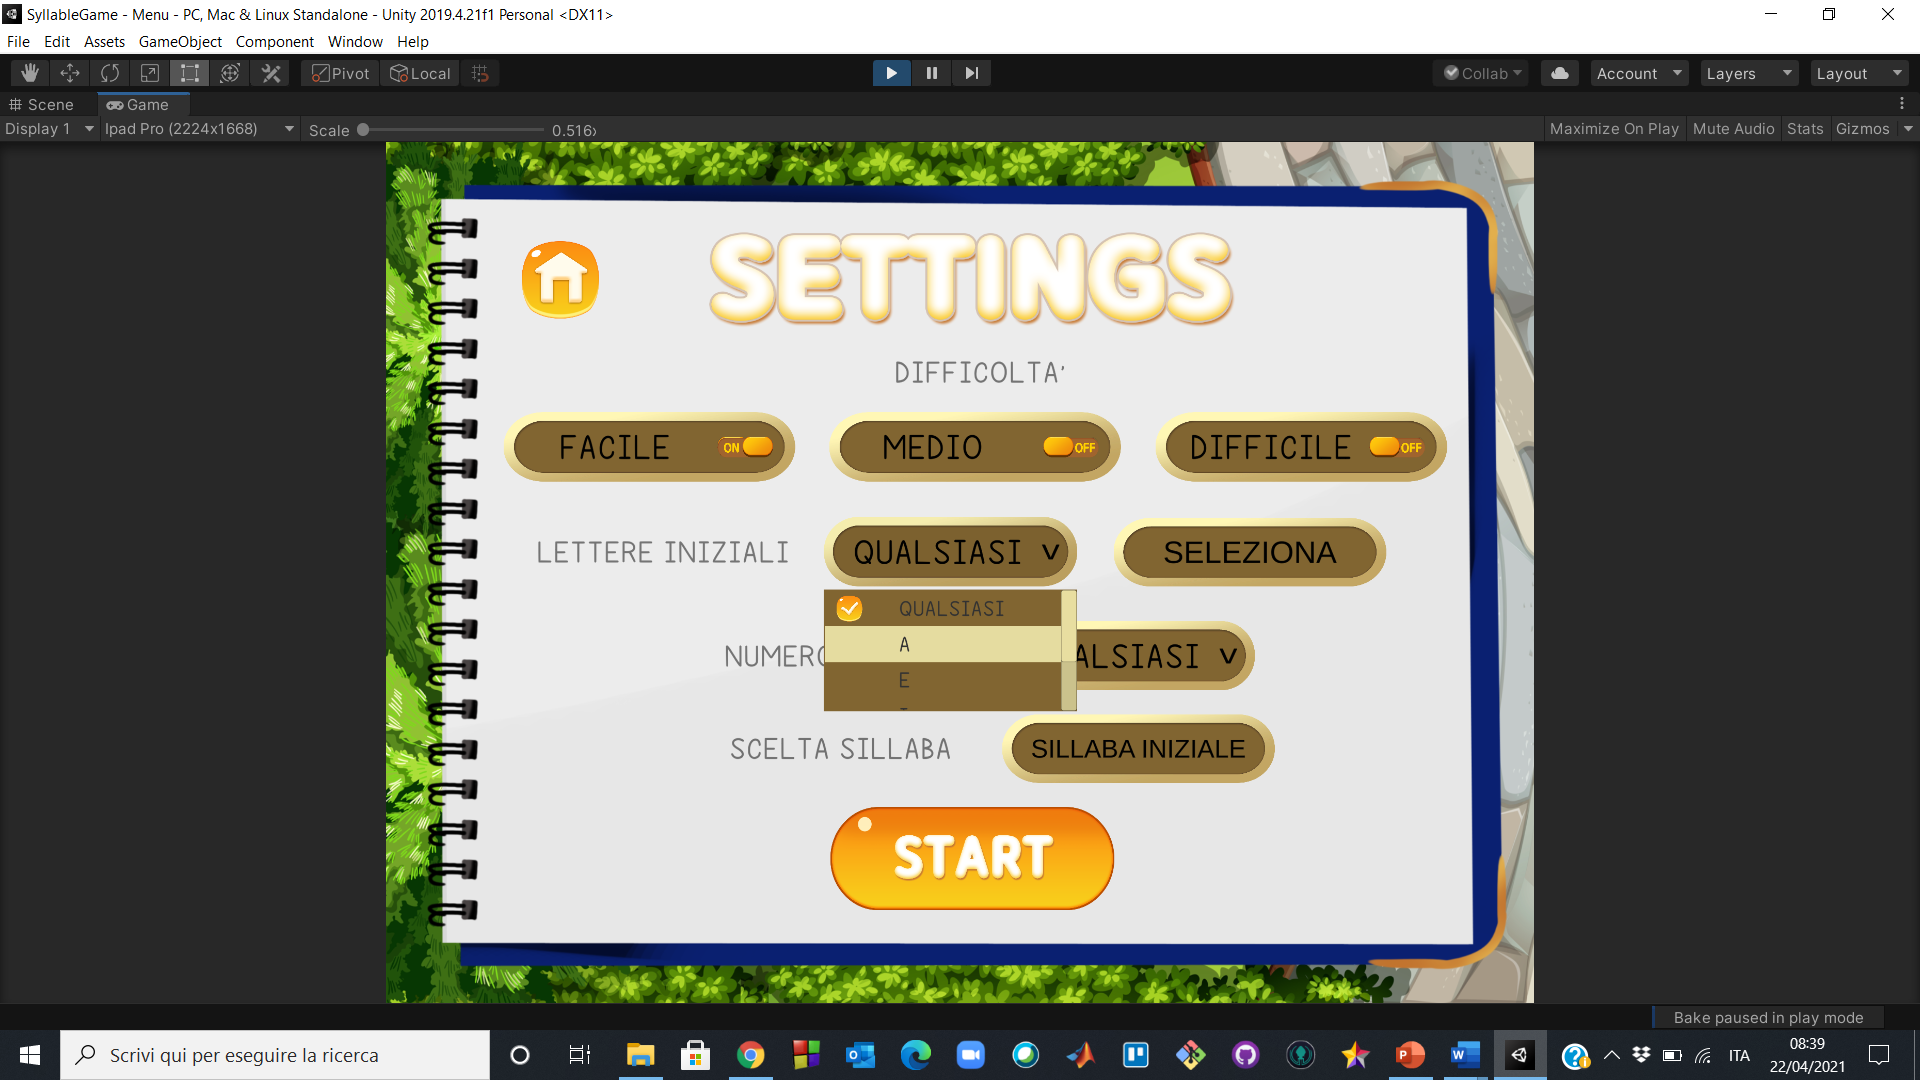 SyllableGame - Menu - PC, Mac & Linux Standalone - Unity 2019.4.21f1 Personal <DX11>
File Edit Assets GameObject Component Window Help
Pivot Local Collab Account Layers Layout
Scene Game
Display 1 Ipad Pro (2224x1668) Scale 0.516x Maximize On Play Mute Audio Stats Gizmos
SETTINGS
DIFFICOLTA'
FACILE ON MEDIO OFF DIFFICILE OFF
LETTERE INIZIALI QUALSIASI SELEZIONA
QUALSIASI
A
NUMERO ALSIASI
E
SCELTA SILLABA SILLABA INIZIALE
START
Bake paused in play mode
Scrivi qui per eseguire la ricerca
ITA
08:39
22/04/2021